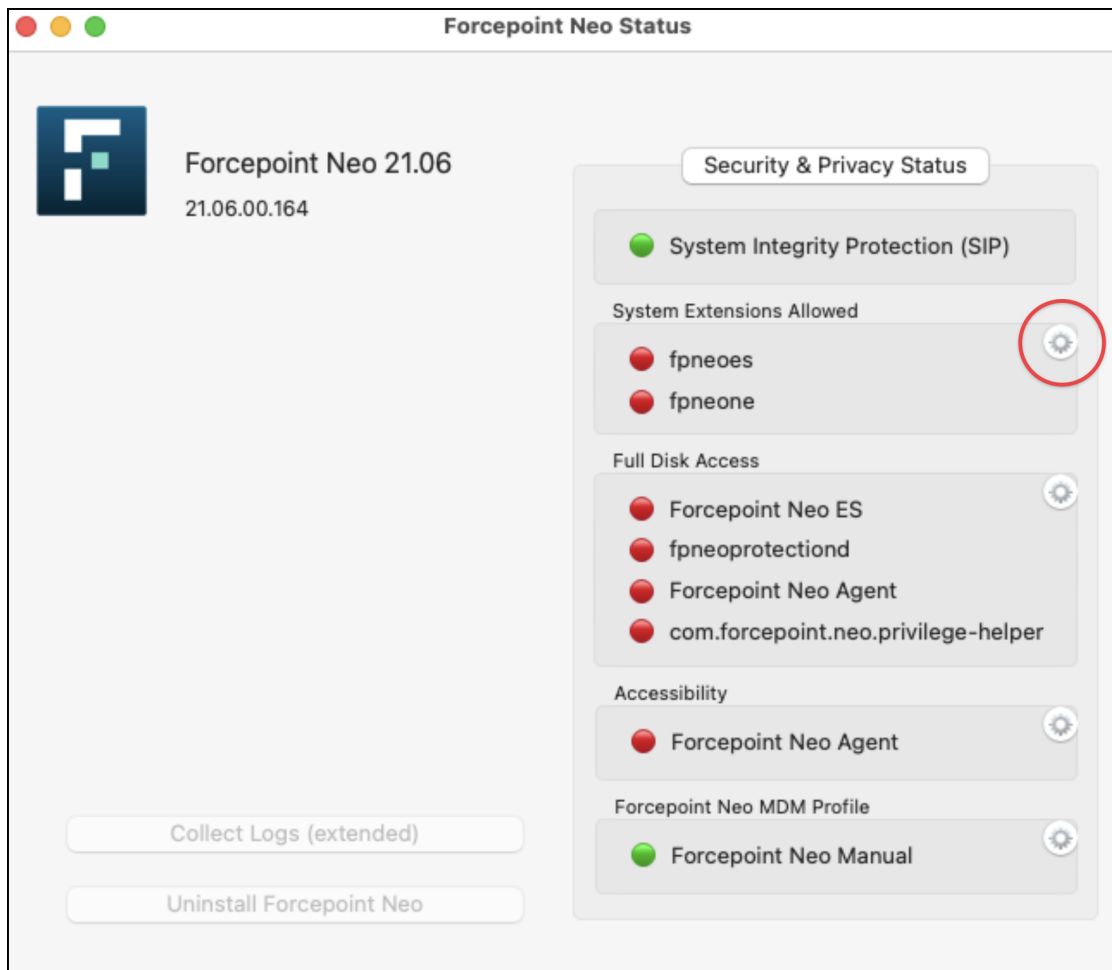 Forcepoint Neo Status
Forcepoint Neo 21.06
21.06.00.164
Security & Privacy Status
System Integrity Protection (SIP)
System Extensions Allowed
fpneoes
fpneone
Full Disk Access
Forcepoint Neo ES
fpneoprotectiond
Forcepoint Neo Agent
com.forcepoint.neo.privilege-helper
Accessibility
Forcepoint Neo Agent
Forcepoint Neo MDM Profile
Forcepoint Neo Manual
Collect Logs (extended)
Uninstall Forcepoint Neo